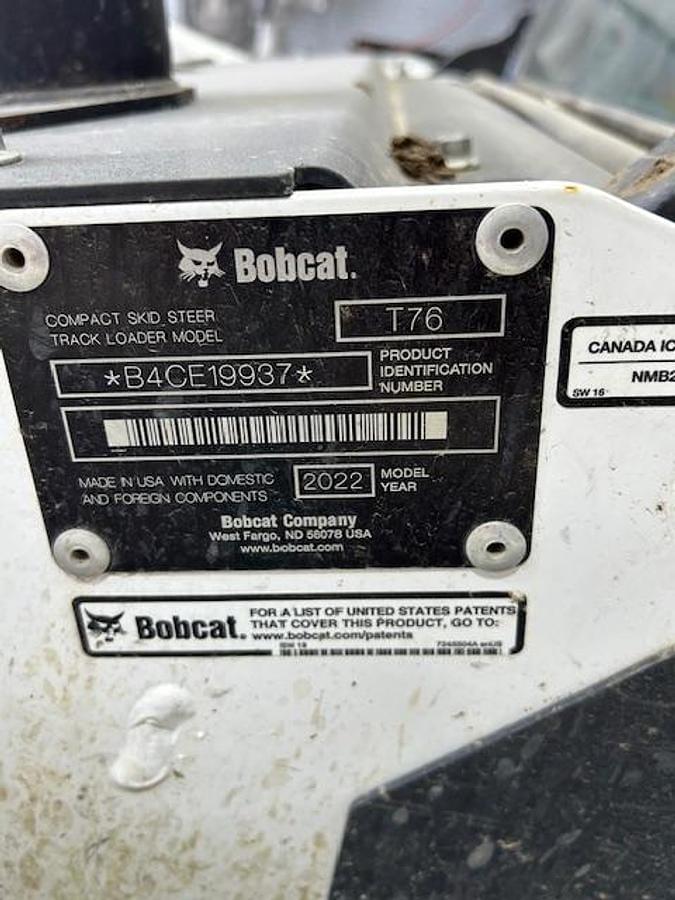 Bobcat.
COMPACT SKID STEER
TRACK LOADER MODEL
T76
*B4CE19937*
PRODUCT
IDENTIFICATION
NUMBER
MADE IN USA WITH DOMESTIC
AND FOREIGN COMPONENTS
2022
MODEL
YEAR
Bobcat Company
West Fargo, ND 58078 USA
www.bobcat.com
CANADA IC
NMB2
SW 16
Bobcat.
FOR A LIST OF UNITED STATES PATENTS
THAT COVER THIS PRODUCT, GO TO:
www.bobcat.com/patents